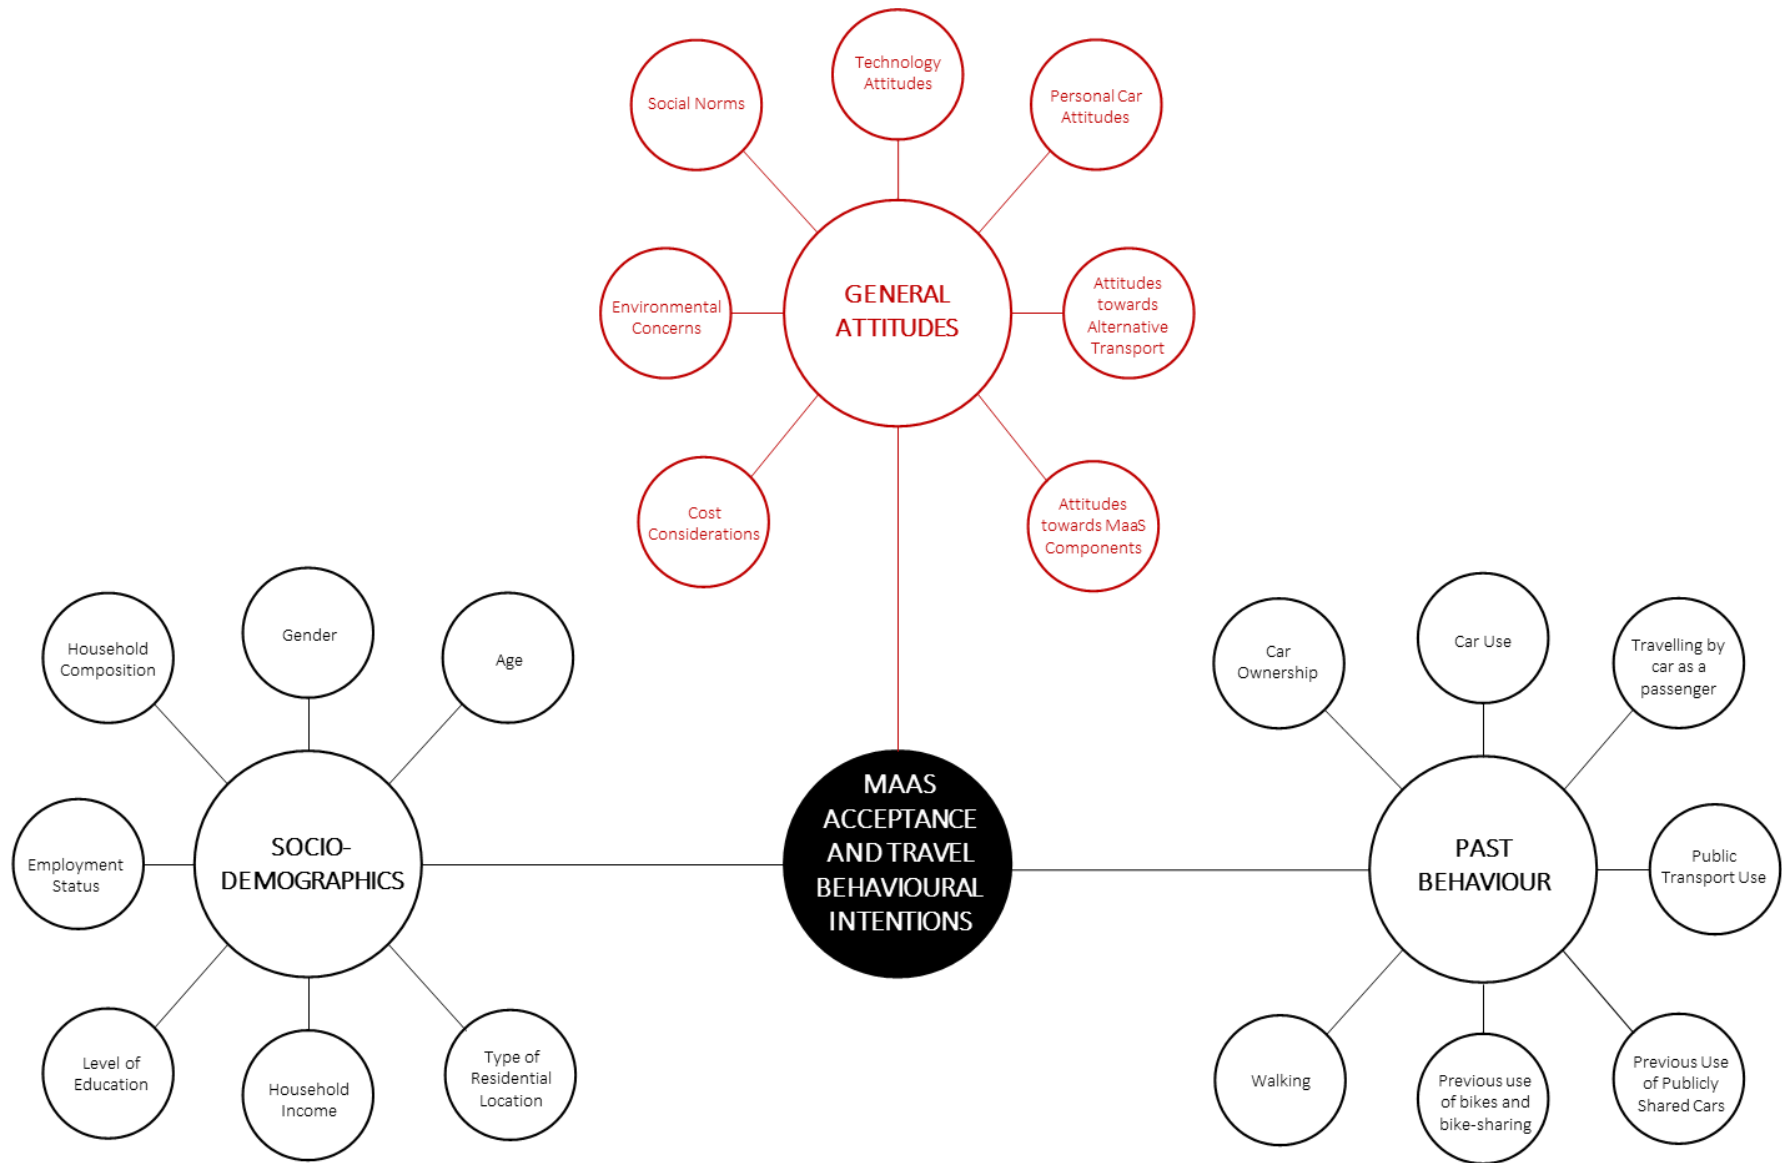 Technology
Attitudes
Social Norms
Personal Car
Attitudes
Environmental
Concerns
GENERAL
ATTITUDES
Attitudes
towards
Alternative
Transport
Cost
Considerations
Attitudes
towards MaaS
Components
Household
Composition
Gender
Age
Employment
Status
SOCIO-
DEMOGRAPHICS
Level of
Education
Household
Income
Type of
Residential
Location
MAAS
ACCEPTANCE
AND TRAVEL
BEHAVIOURAL
INTENTIONS
Car
Ownership
Car Use
Travelling by
car as a
passenger
PAST
BEHAVIOUR
Public
Transport Use
Walking
Previous use
of bikes and
bike-sharing
Previous Use
of Publicly
Shared Cars